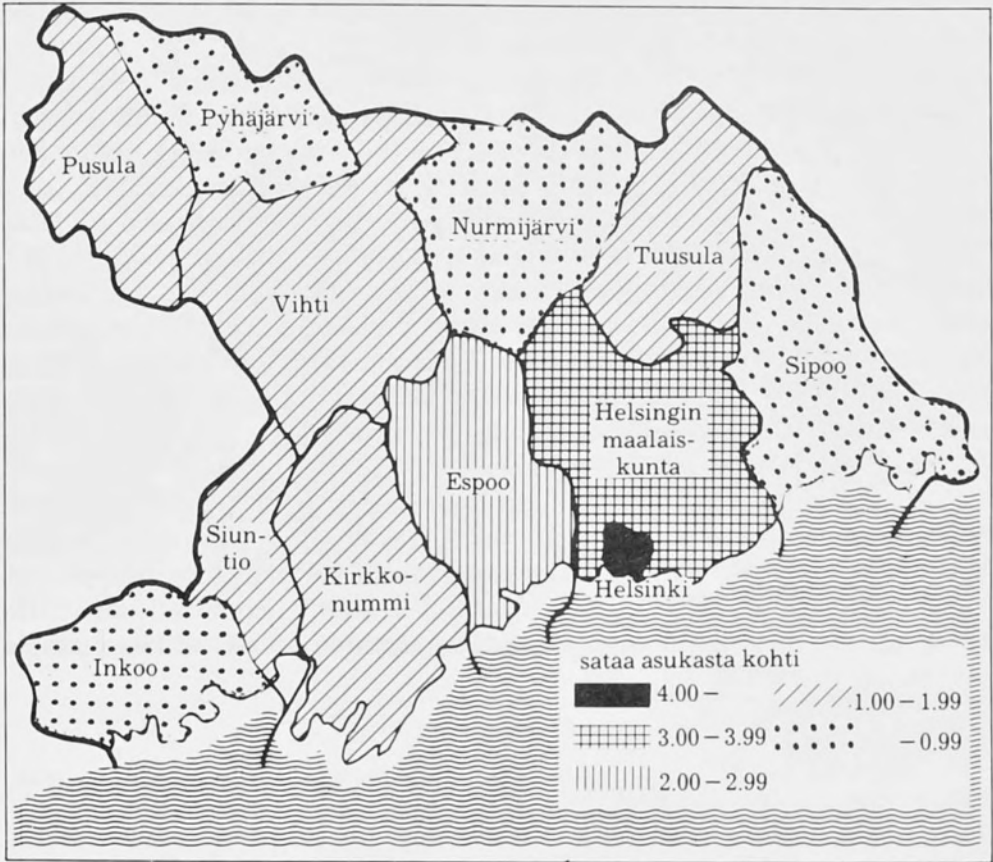 Pyhäjärvi
Pusula
Nurmijärvi
Tuusula
Vihti
Sipoo
Helsingin
maalais-
kunta
Espoo
Siun-
tio
Kirkko-
nummi
Helsinki
Inkoo
sataa asukasta kohti
4.00 –
1.00 – 1.99
3.00 – 3.99
– 0.99
2.00 – 2.99